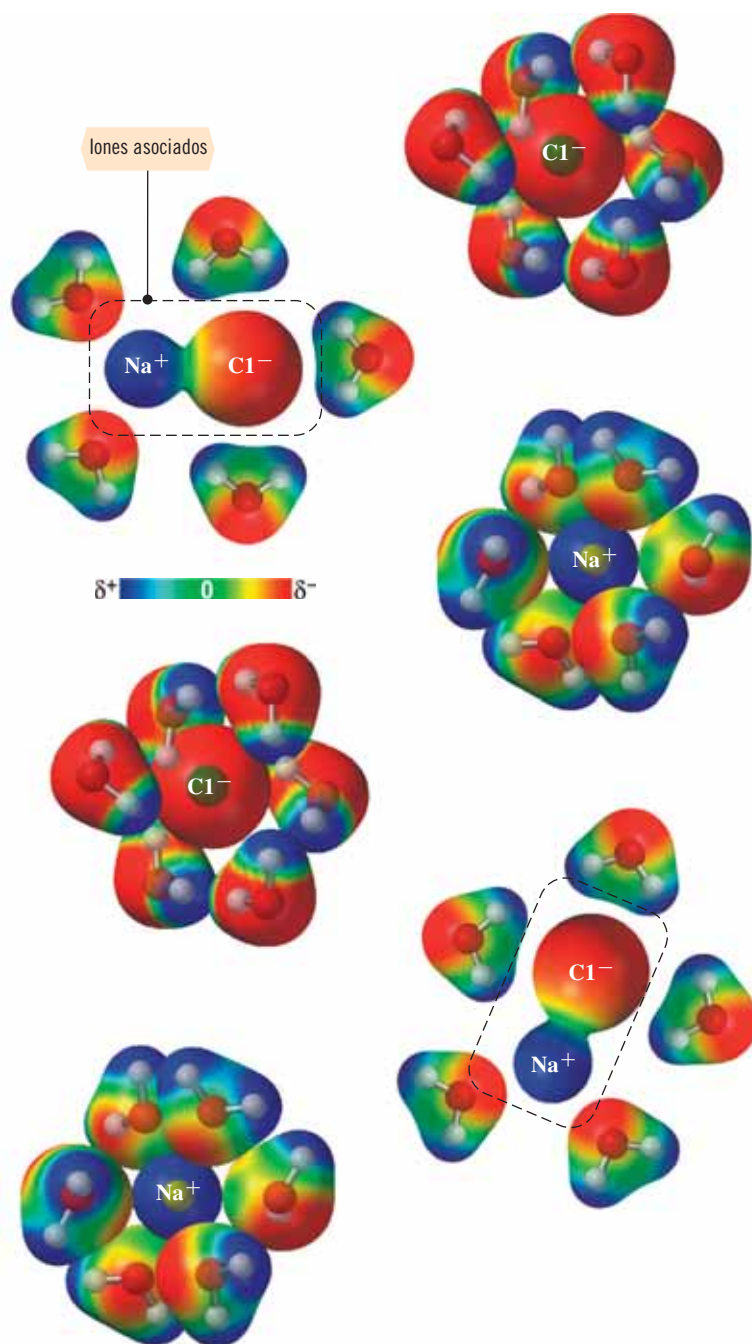 Iones asociados
Cl⁻
Na⁺ Cl⁻
Na⁺
δ⁺ 0 δ⁻
Cl⁻
Cl⁻
Na⁺
Na⁺